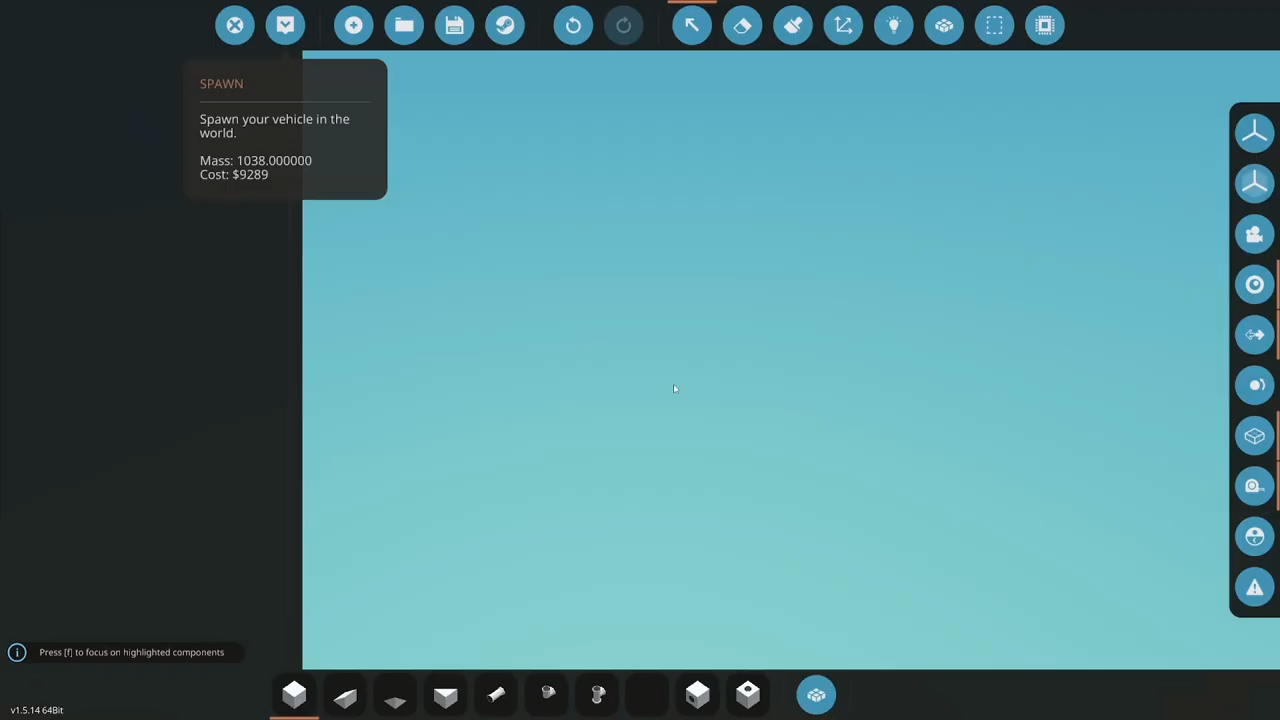 SPAWN
Spawn your vehicle in the
world.
Mass: 1038.000000
Cost: $9289
Press [f] to focus on highlighted components
v1.5.14 64Bit